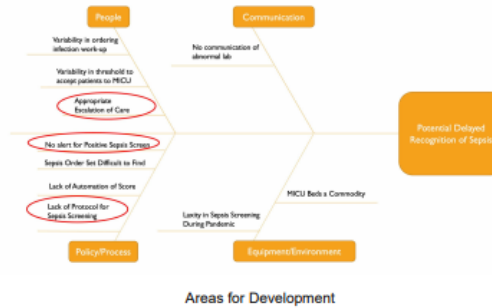 People
Communication
Variability in ordering
infection work-up
No communication of
abnormal lab
Variability in threshold to
accept patients to MICU
Appropriate
Escalation of Care
Potential Delayed
Recognition of Sepsis
No alert for Positive Sepsis Screen
Sepsis Order Set Difficult to Find
Lack of Automation of Score
MICU Beds a Commodity
Lack of Protocol for
Sepsis Screening
Laxity in Sepsis Screening
During Pandemic
Policy/Process
Equipment/Environment
Areas for Development